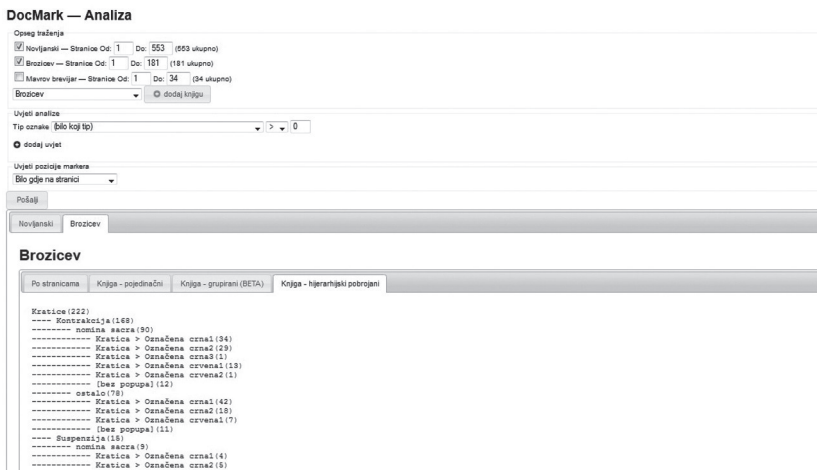 DocMark — Analiza
Opseg traženja
Novljanski — Stranice Od: 1 Do: 553 (553 ukupno)
Brozicev — Stranice Od: 1 Do: 181 (181 ukupno)
Mavrov brevijar — Stranice Od: 1 Do: 34 (34 ukupno)
Brozicev dodaj knjigu
Uvjeti analize
Tip oznake (bilo koji tip) > 0
dodaj uvjet
Uvjeti pozicije markera
Bilo gdje na stranici
Pošalji
Novljanski Brozicev
Brozicev
Po stranicama Knjiga - pojedinačni Knjiga - grupirani (BETA) Knjiga - hijerarhijski pobrojani
Kratice(222)
---- Kontrakcija(168)
-------- nomina sacra(90)
------------ Kratica > Označena crna1(34)
------------ Kratica > Označena crna2(29)
------------ Kratica > Označena crna3(1)
------------ Kratica > Označena crvena1(13)
------------ Kratica > Označena crvena2(1)
------------ [bez popupa](12)
-------- ostalo(78)
------------ Kratica > Označena crna1(42)
------------ Kratica > Označena crna2(18)
------------ Kratica > Označena crvena1(7)
------------ [bez popupa](11)
---- Suspenzija(15)
-------- nomina sacra(9)
------------ Kratica > Označena crna1(4)
------------ Kratica > Označena crna2(5)